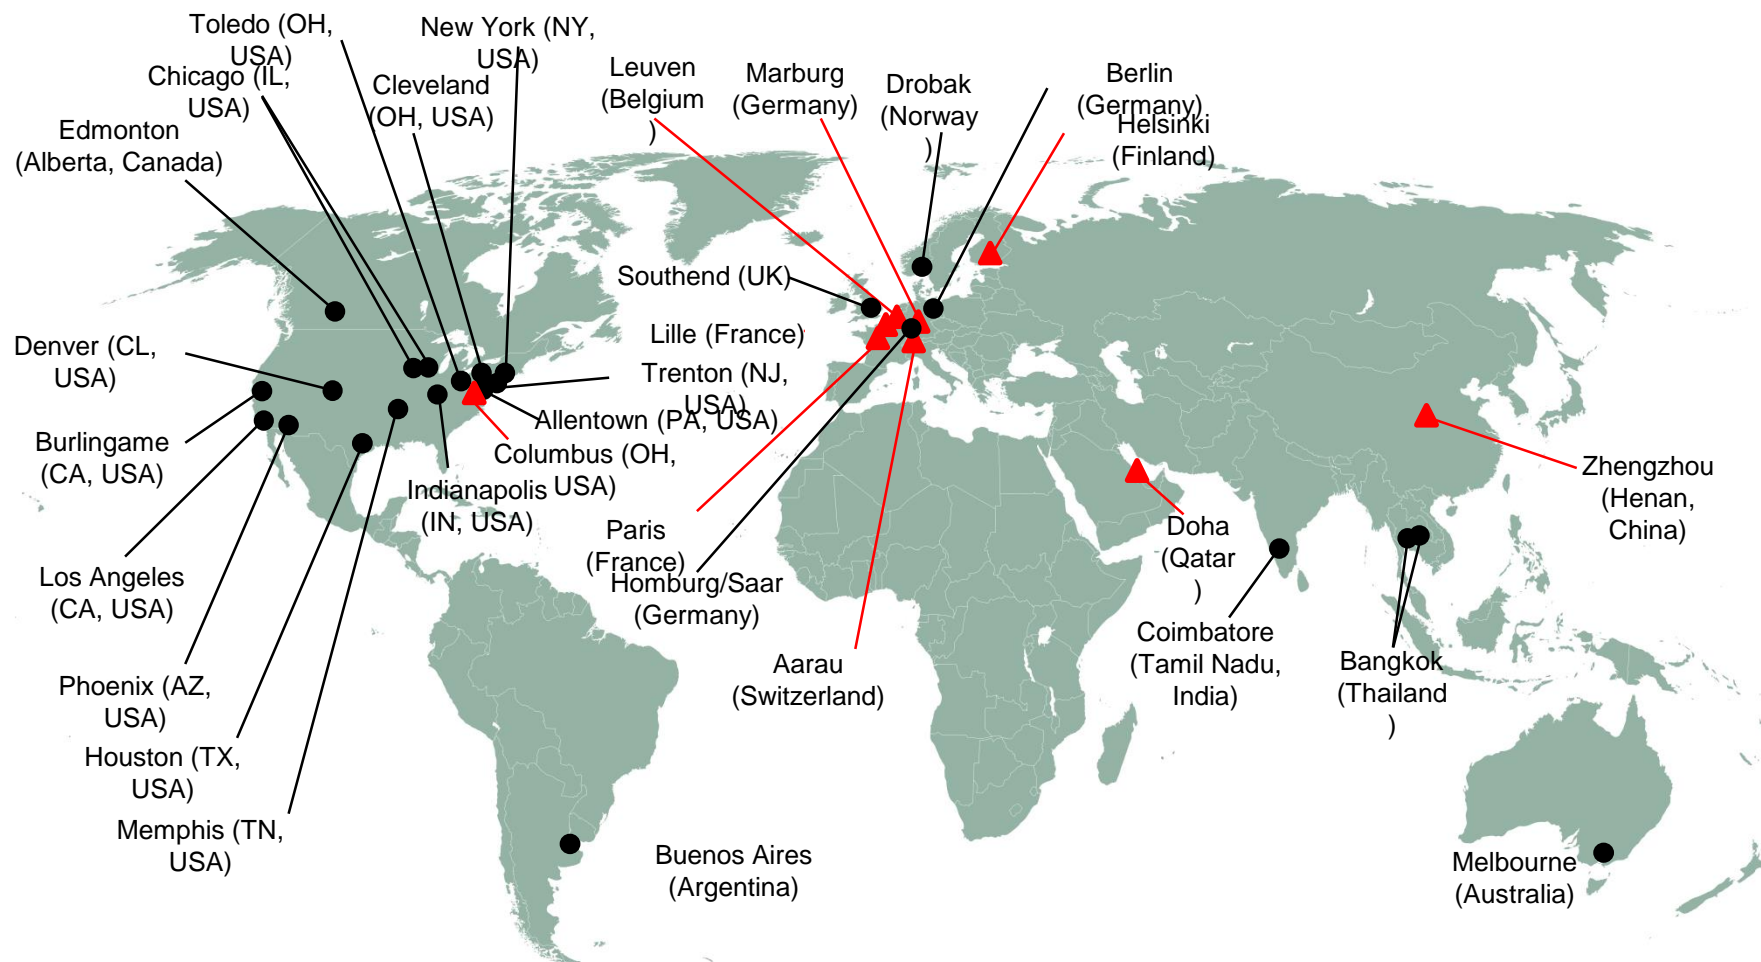 Toledo (OH,
USA)
New York (NY,
USA)
Chicago (IL,
USA)
Cleveland
(OH, USA)
Leuven
(Belgium
)
Marburg
(Germany)
Drobak
(Norway
)
Berlin
(Germany)
Helsinki
(Finland)
Edmonton
(Alberta, Canada)
Southend (UK)
Lille (France)
Denver (CL,
USA)
Trenton (NJ,
USA)
Allentown (PA, USA)
Burlingame
(CA, USA)
Columbus (OH,
USA)
Indianapolis
(IN, USA)
Zhengzhou
(Henan,
China)
Paris
(France)
Doha
(Qatar
)
Homburg/Saar
(Germany)
Los Angeles
(CA, USA)
Coimbatore
(Tamil Nadu,
India)
Bangkok
(Thailand
)
Aarau
(Switzerland)
Phoenix (AZ,
USA)
Houston (TX,
USA)
Memphis (TN,
USA)
Buenos Aires
(Argentina)
Melbourne
(Australia)